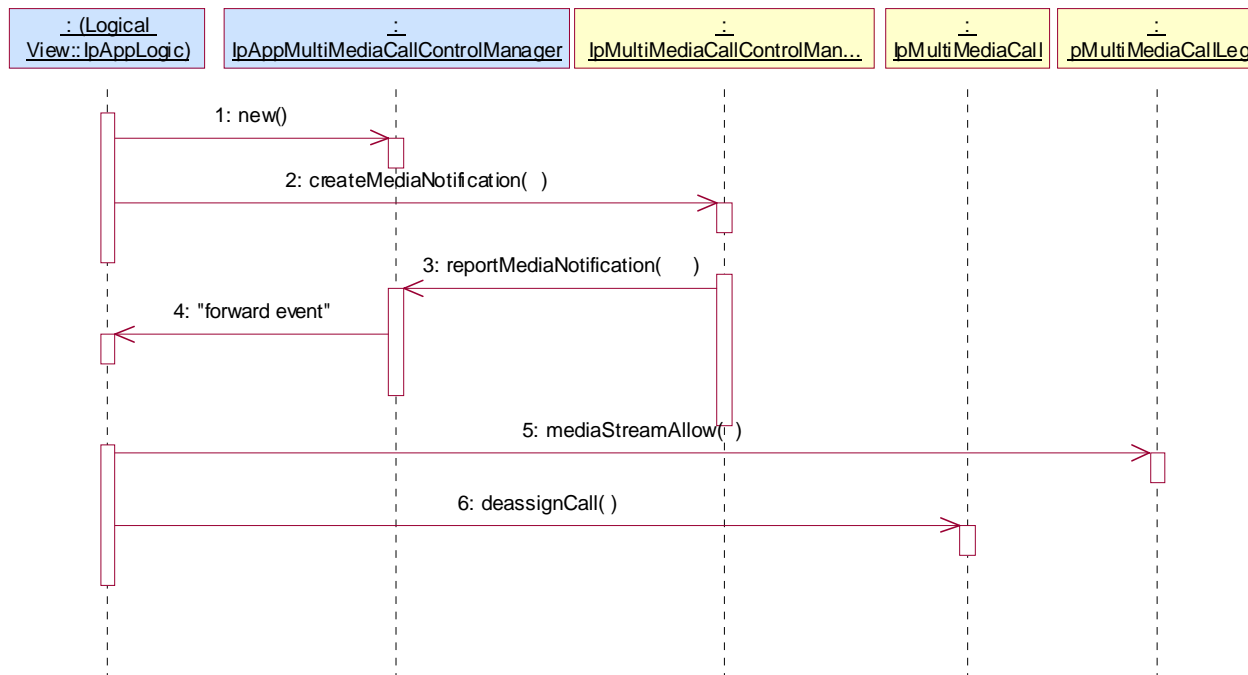 : (Logical
View::IpAppLogic)
:
IpAppMultiMediaCallControlManager
:
IpMultiMediaCallControlMan...
:
IpMultiMediaCall
:
pMultiMediaCallLeg
1: new()
2: createMediaNotification( )
3: reportMediaNotification( )
4: "forward event"
5: mediaStreamAllow( )
6: deassignCall( )